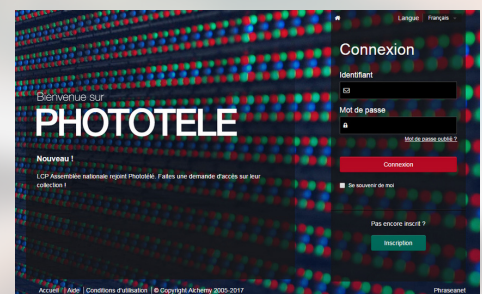 Langue Français
Connexion
Identifiant
Mot de passe
Mot de passe oublié ?
Connexion
Se souvenir de moi
Pas encore inscrit ?
Inscription
Bienvenue sur
PHOTOTELE
Nouveau !
LCP Assemblée nationale rejoint Phototélé. Faites une demande d'accès sur leur
collection !
Accueil | Aide | Conditions d'utilisation | © Copyright Alchemy 2005-2017
Phraseanet